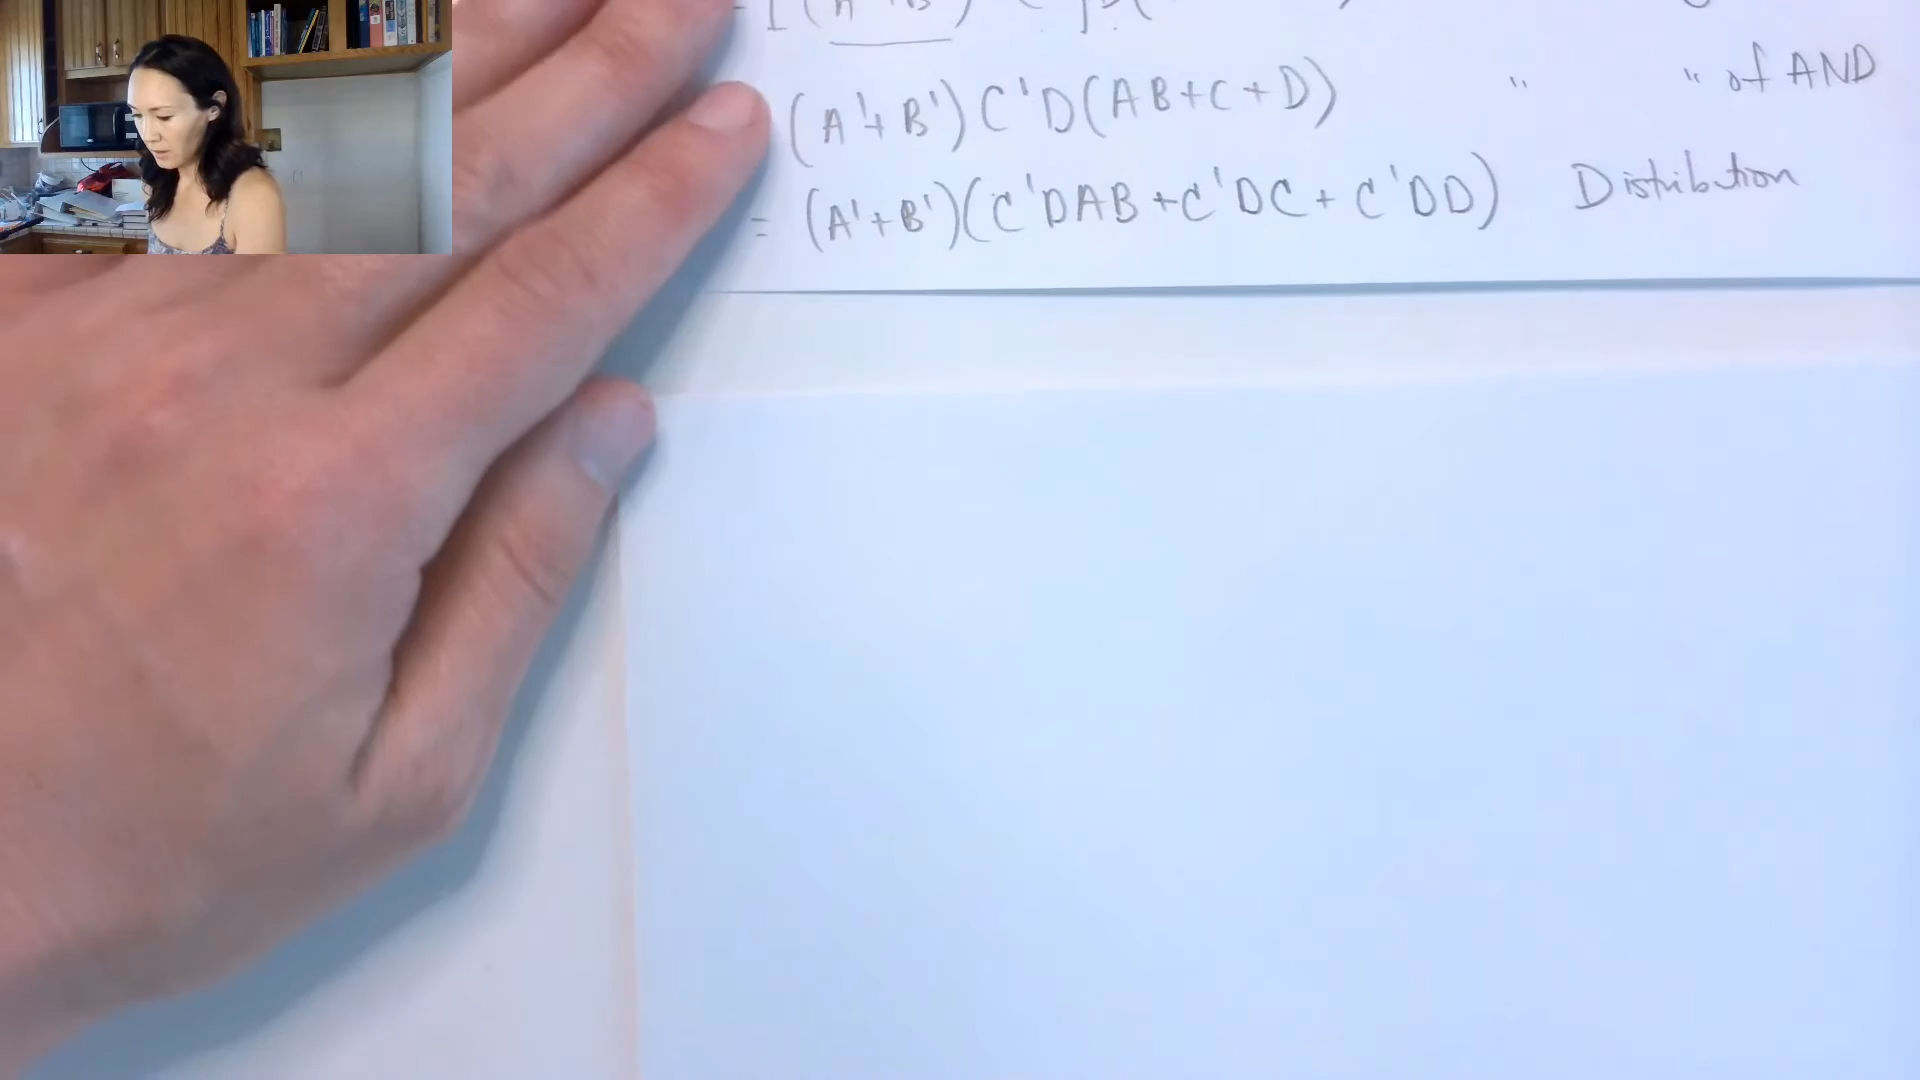 (A'+B')C'D(AB+C+D) " " of AND
= (A'+B')(C'DAB+C'DC+C'DD) Distribution